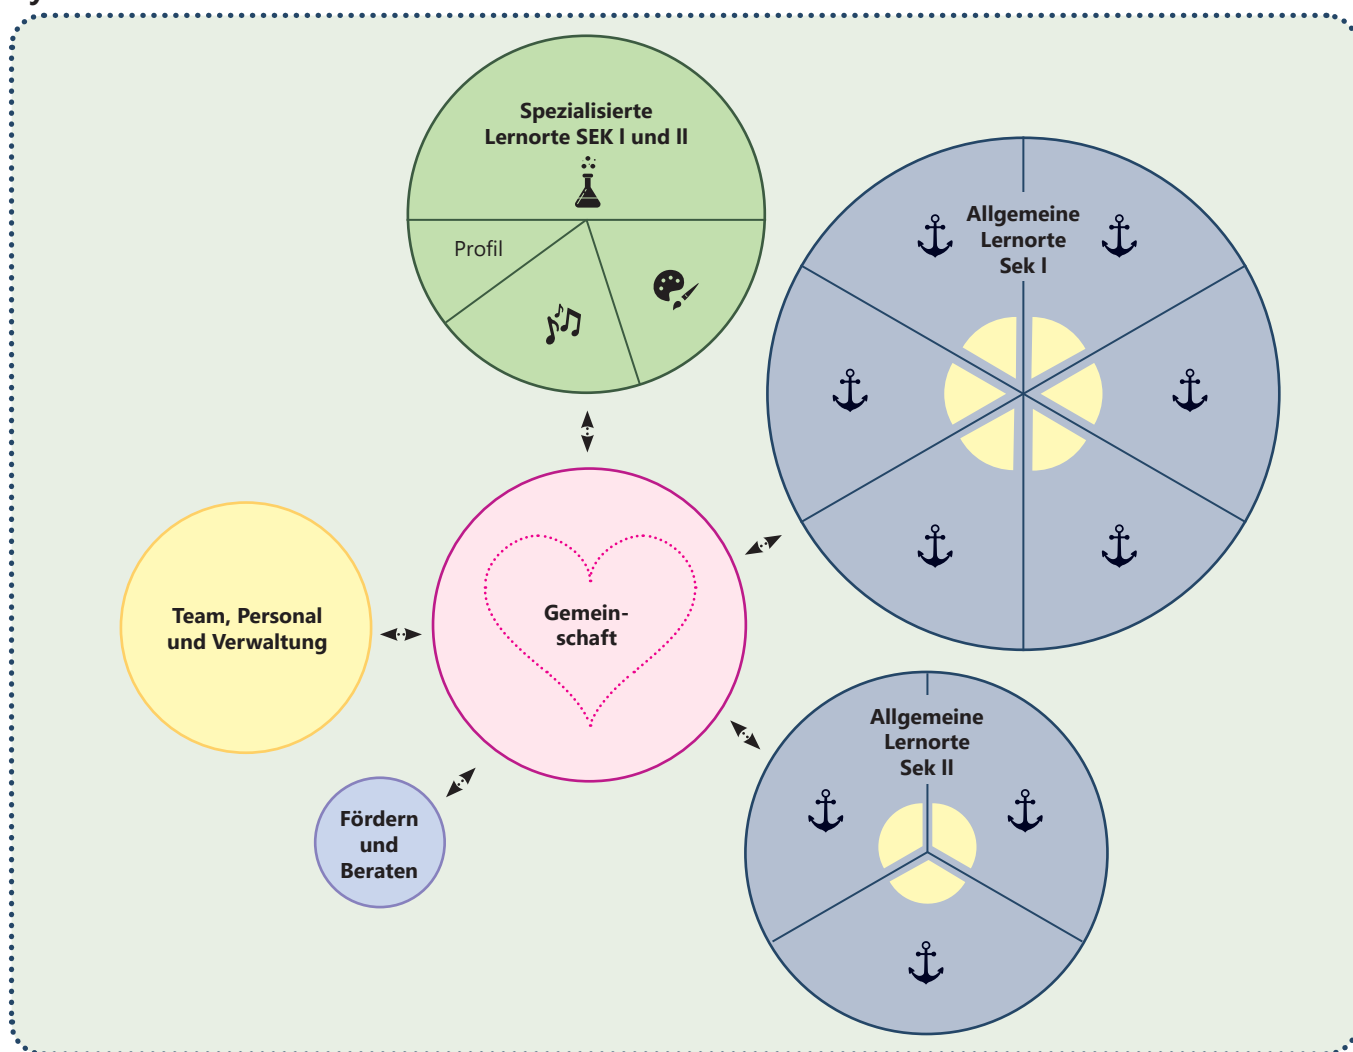 Spezialisierte
Lernorte SEK I und II
Profil
Allgemeine
Lernorte
Sek I
Gemein-
schaft
Team, Personal
und Verwaltung
Allgemeine
Lernorte
Sek II
Fördern
und
Beraten